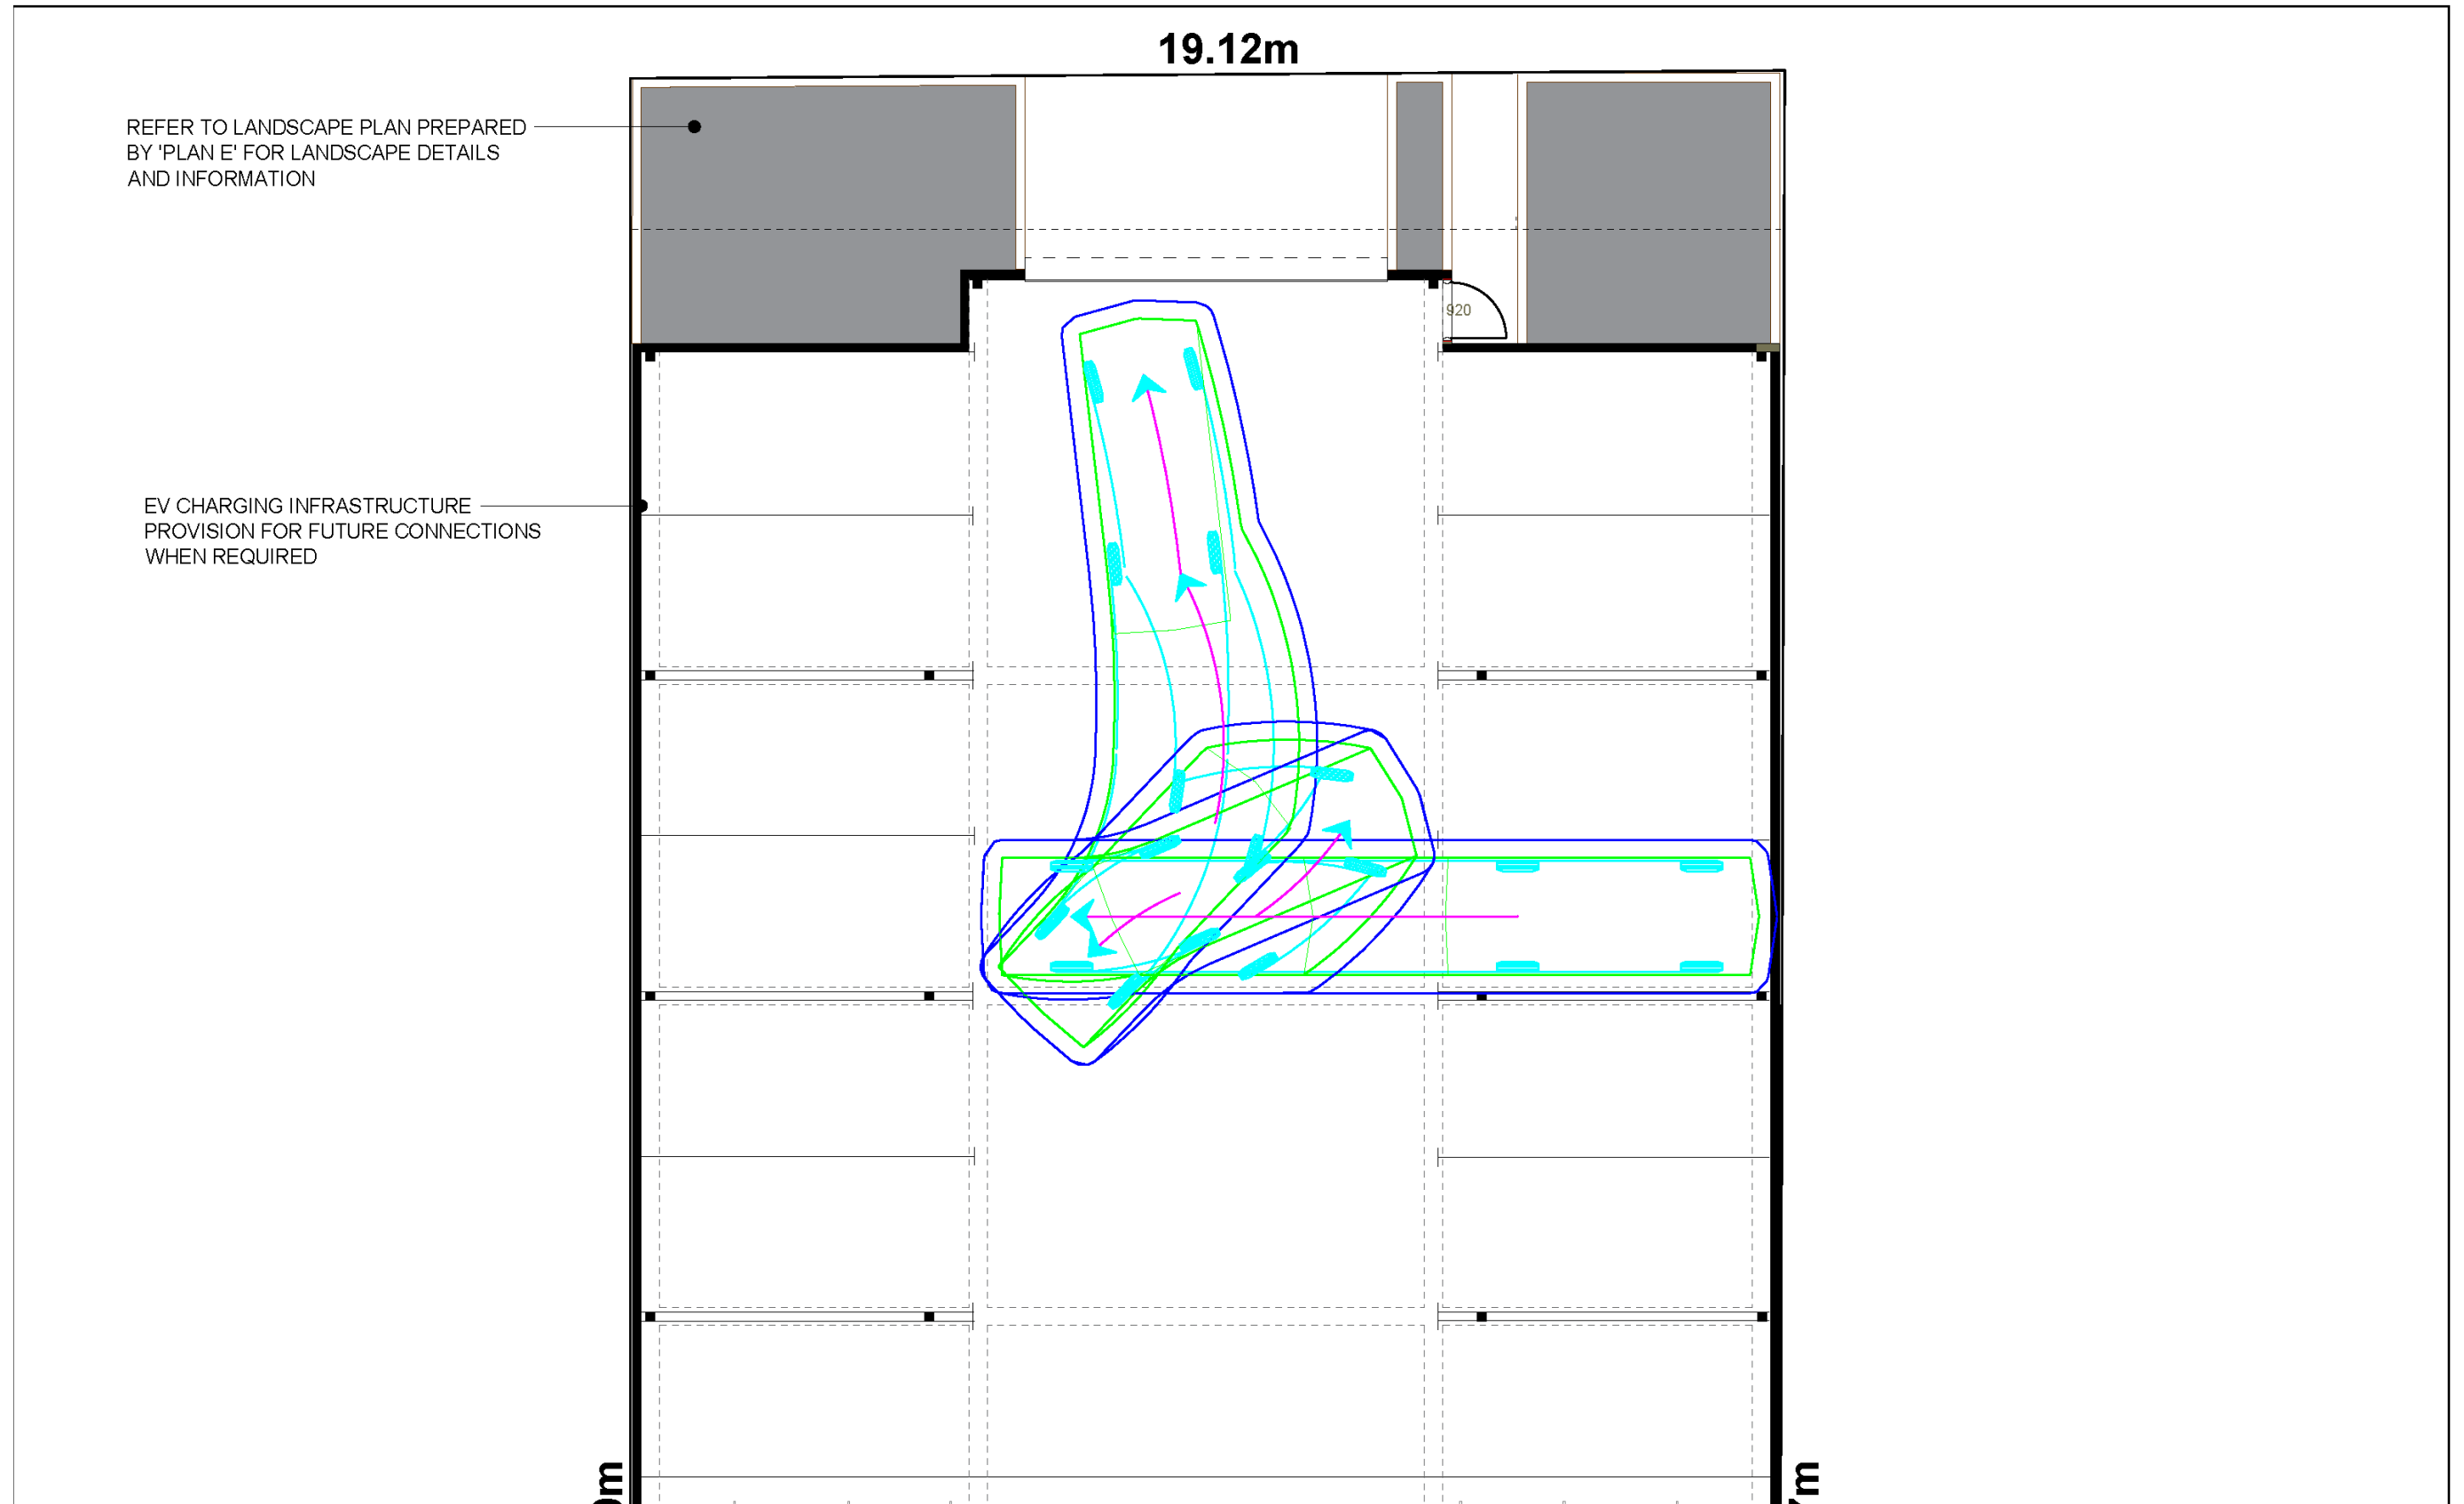 19.12m
REFER TO LANDSCAPE PLAN PREPARED
BY 'PLAN E' FOR LANDSCAPE DETAILS
AND INFORMATION
920
EV CHARGING INFRASTRUCTURE
PROVISION FOR FUTURE CONNECTIONS
WHEN REQUIRED